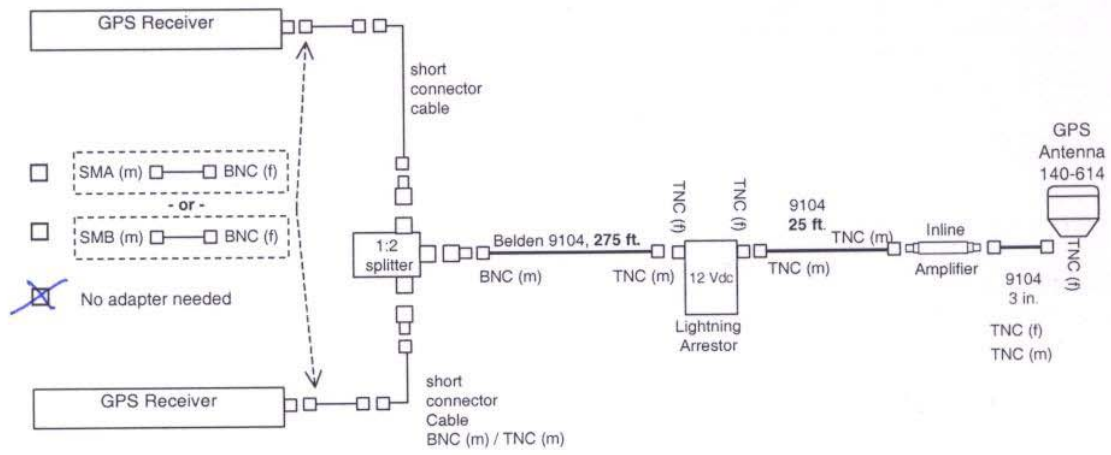 GPS Receiver
short
connector
cable
SMA (m) BNC (f)
- or -
SMB (m) BNC (f)
No adapter needed
1:2
splitter
Belden 9104, 275 ft.
BNC (m)
TNC (m)
TNC (f)
TNC (f)
12 Vdc
Lightning
Arrestor
9104
25 ft.
TNC (m)
TNC (m)
Inline
Amplifier
9104
3 in.
TNC (f)
TNC (m)
GPS
Antenna
140-614
TNC (f)
GPS Receiver
short
connector
Cable
BNC (m) / TNC (m)